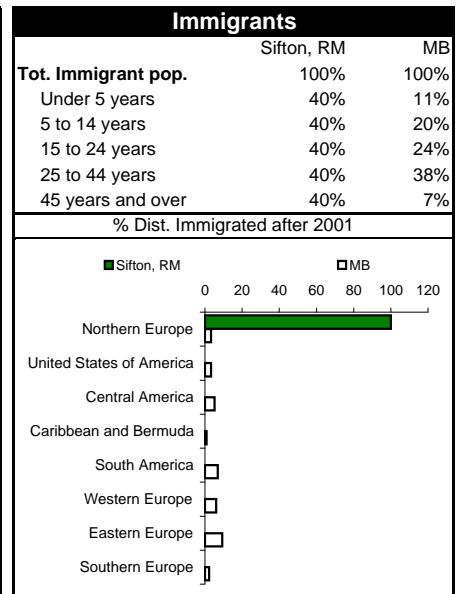 Immigrants
Sifton, RM MB
Tot. Immigrant pop. 100% 100%
Under 5 years 40% 11%
5 to 14 years 40% 20%
15 to 24 years 40% 24%
25 to 44 years 40% 38%
45 years and over 40% 7%
% Dist. Immigrated after 2001
Sifton, RM MB
0 20 40 60 80 100 120
Northern Europe
United States of America
Central America
Caribbean and Bermuda
South America
Western Europe
Eastern Europe
Southern Europe